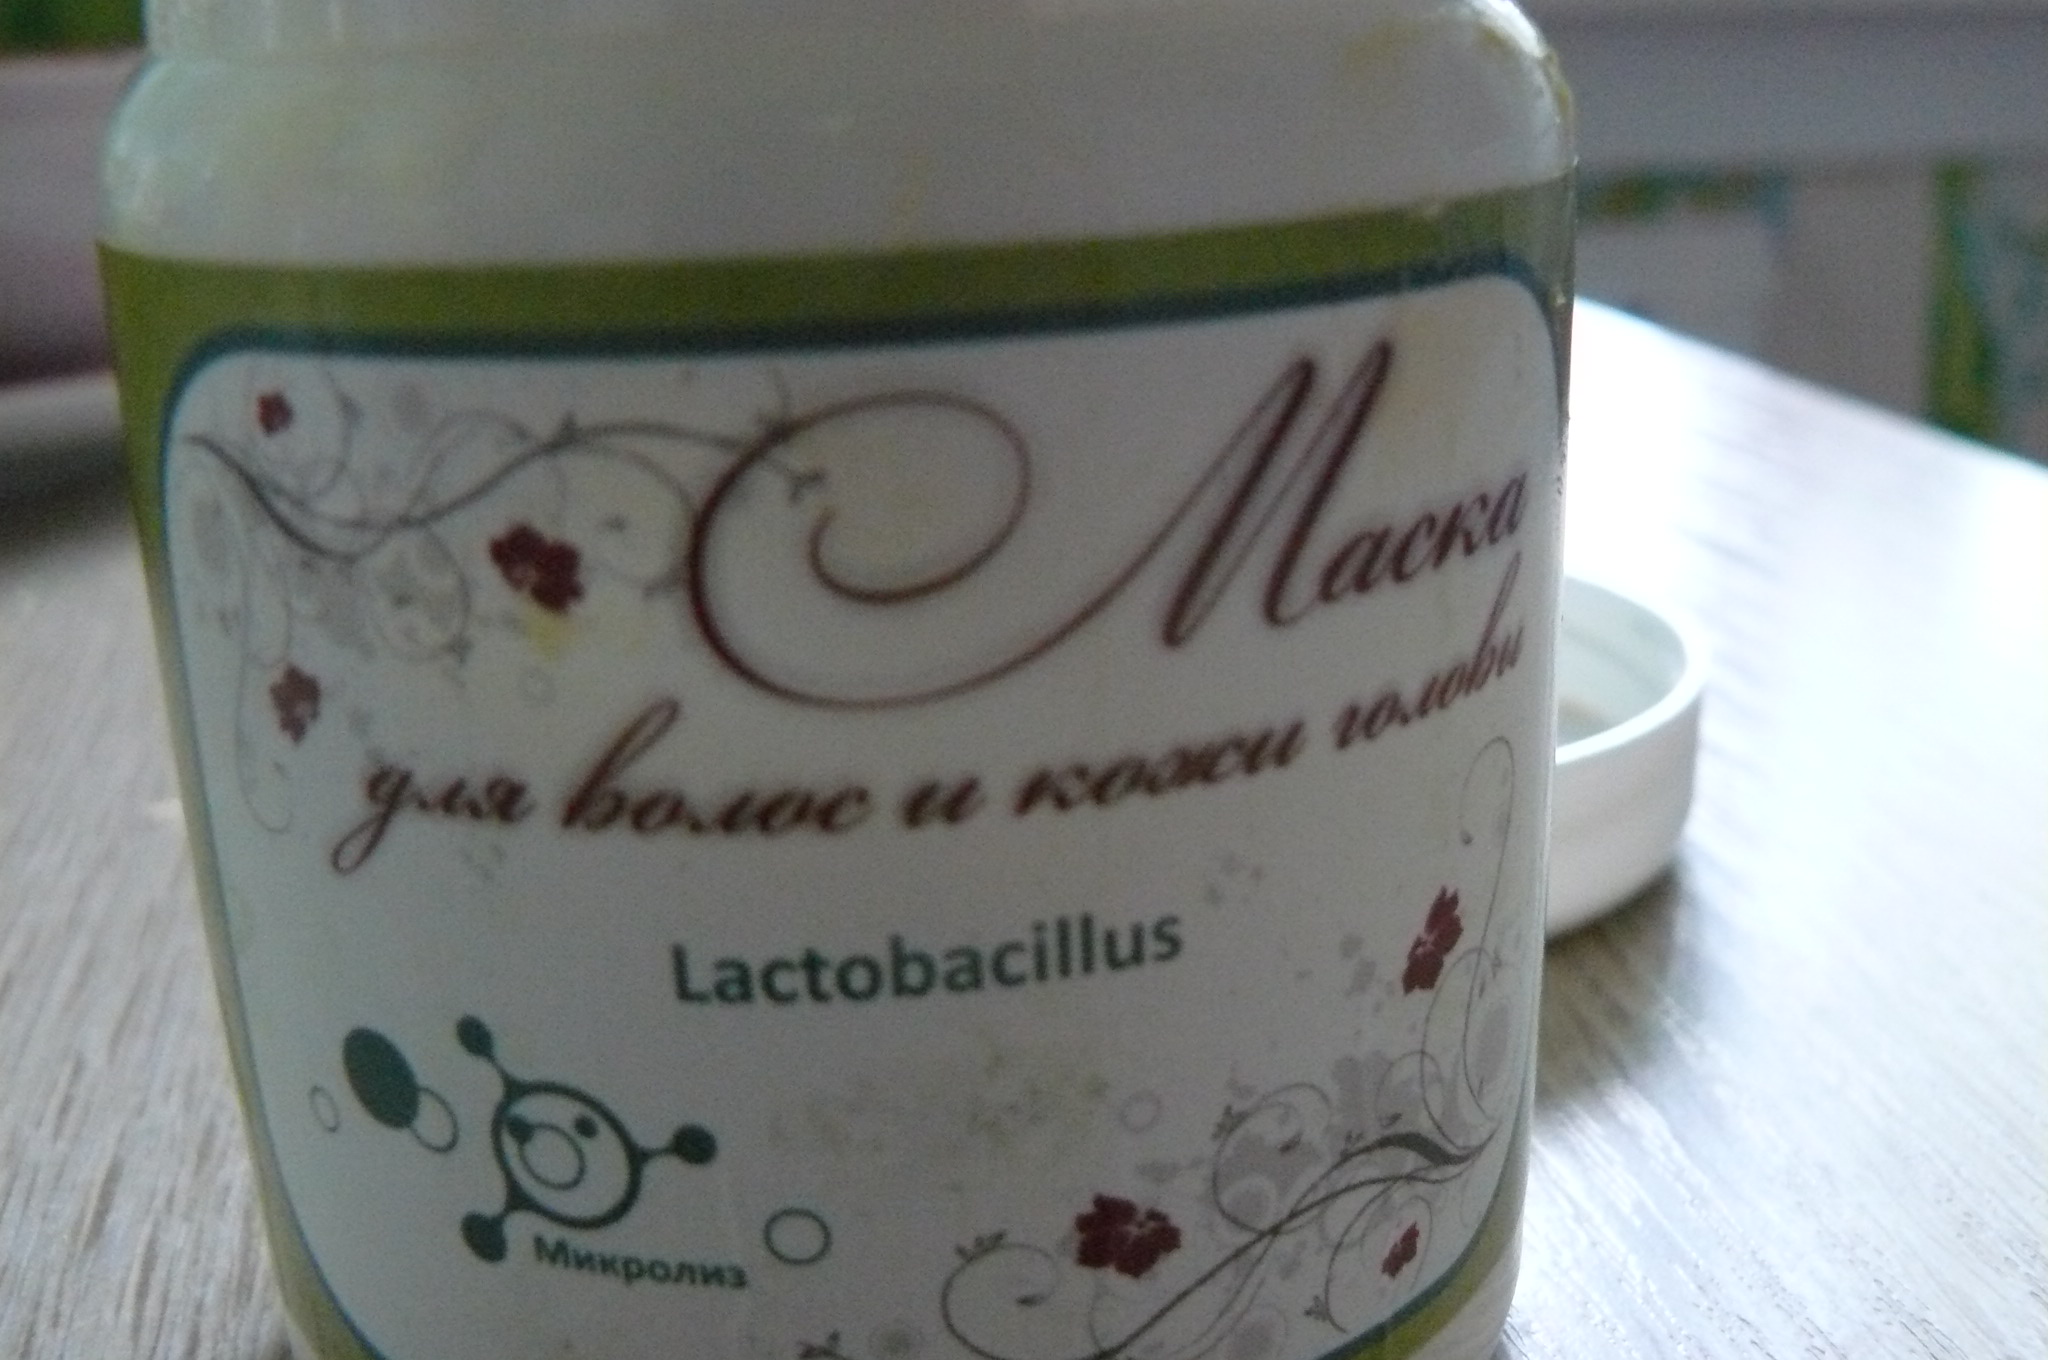 Маска
для волос и кожи головы
Lactobacillus
Микролиз